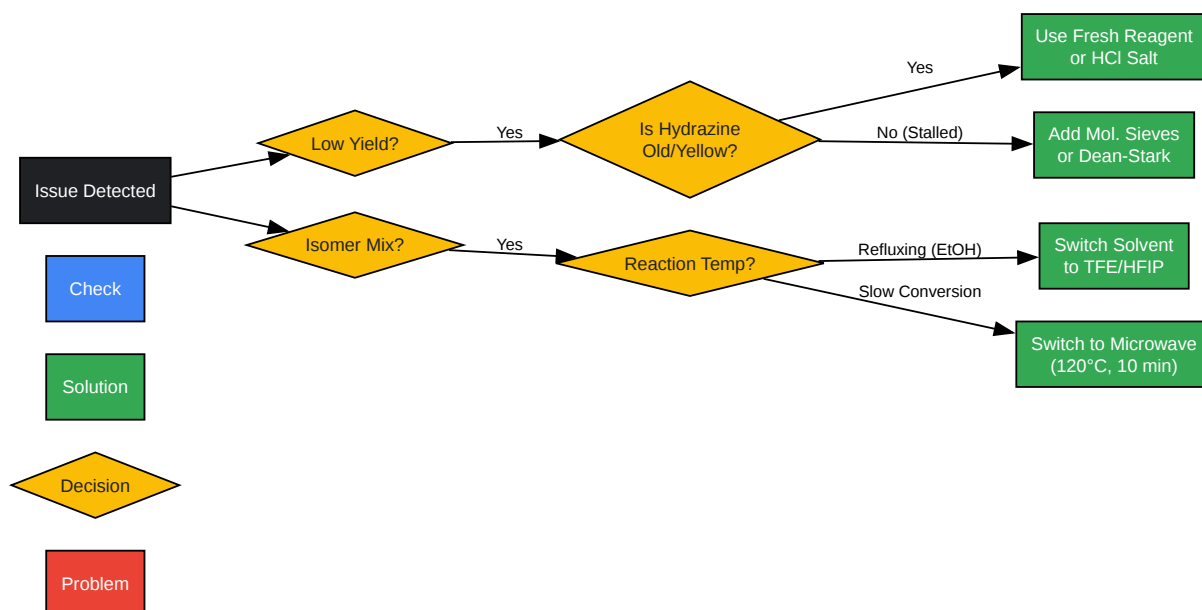 Issue Detected
Low Yield?
Yes
Is Hydrazine
Old/Yellow?
Yes
Use Fresh Reagent
or HCl Salt
No (Stalled)
Add Mol. Sieves
or Dean-Stark
Isomer Mix?
Yes
Reaction Temp?
Refluxing (EtOH)
Switch Solvent
to TFE/HFIP
Slow Conversion
Switch to Microwave
(120°C, 10 min)
Check
Solution
Decision
Problem